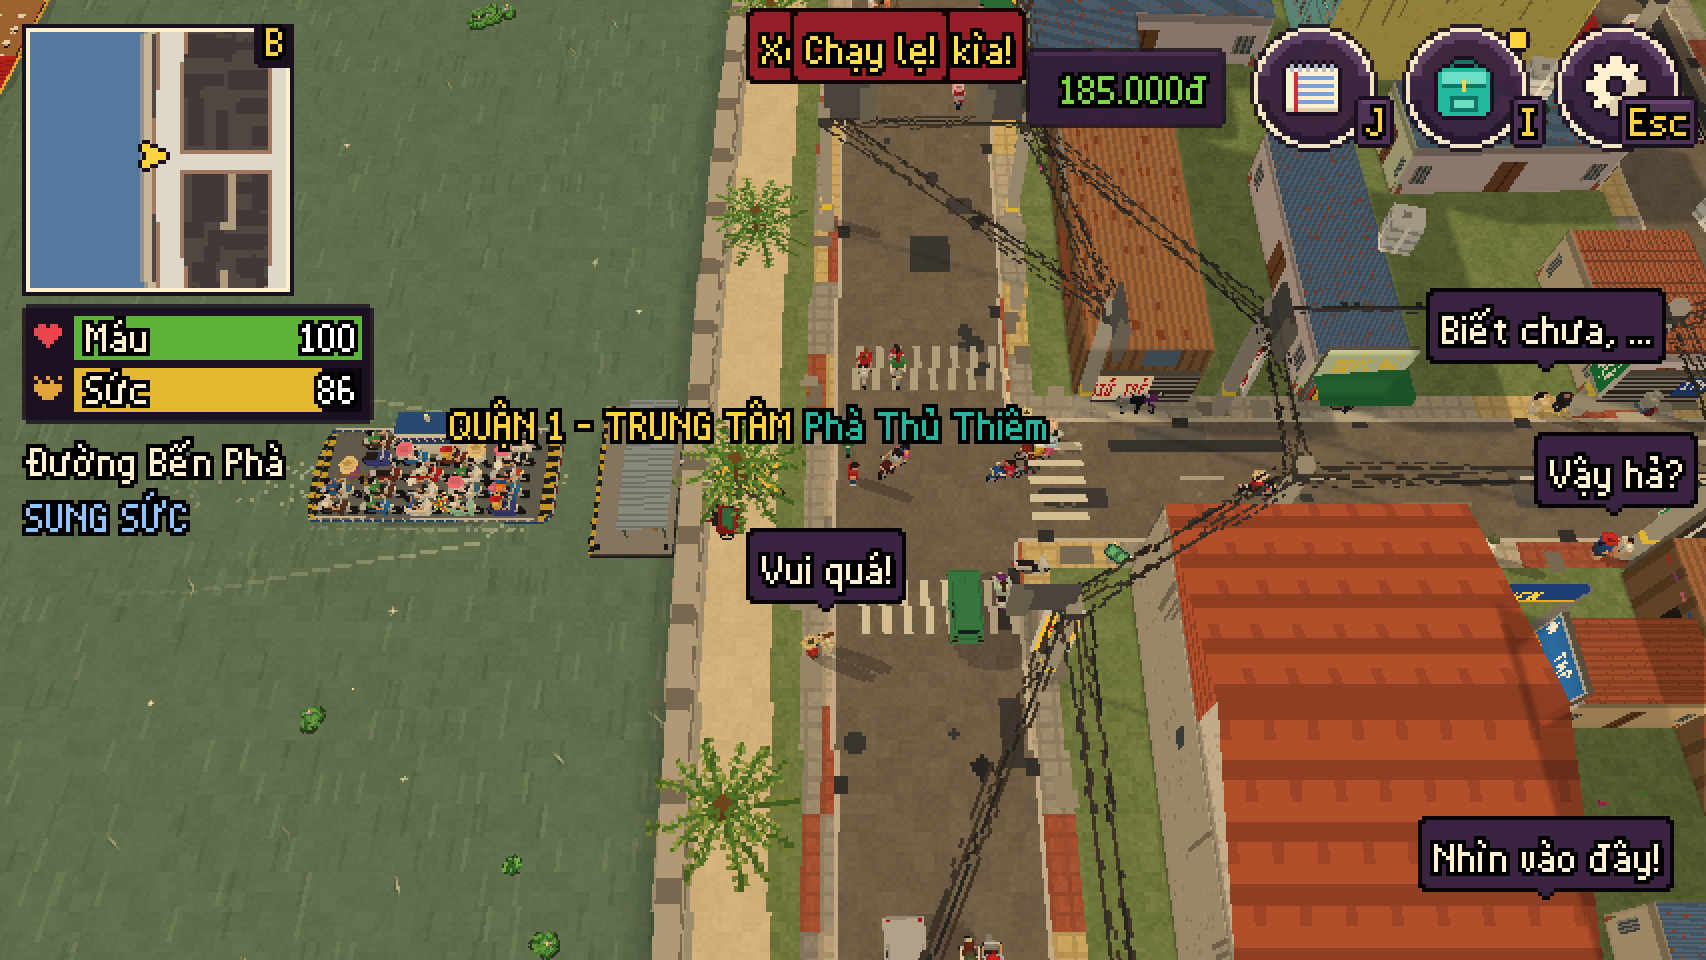 B
Chạy lẹ!
kìa!
185.000đ
J
I
Esc
Máu 100
Sức 86
Đường Bến Phà
SUNG SỨC
QUẬN 1 - TRUNG TÂM Phà Thủ Thiêm
Biết chưa, ...
Vậy hả?
Vui quá!
Nhìn vào đây!